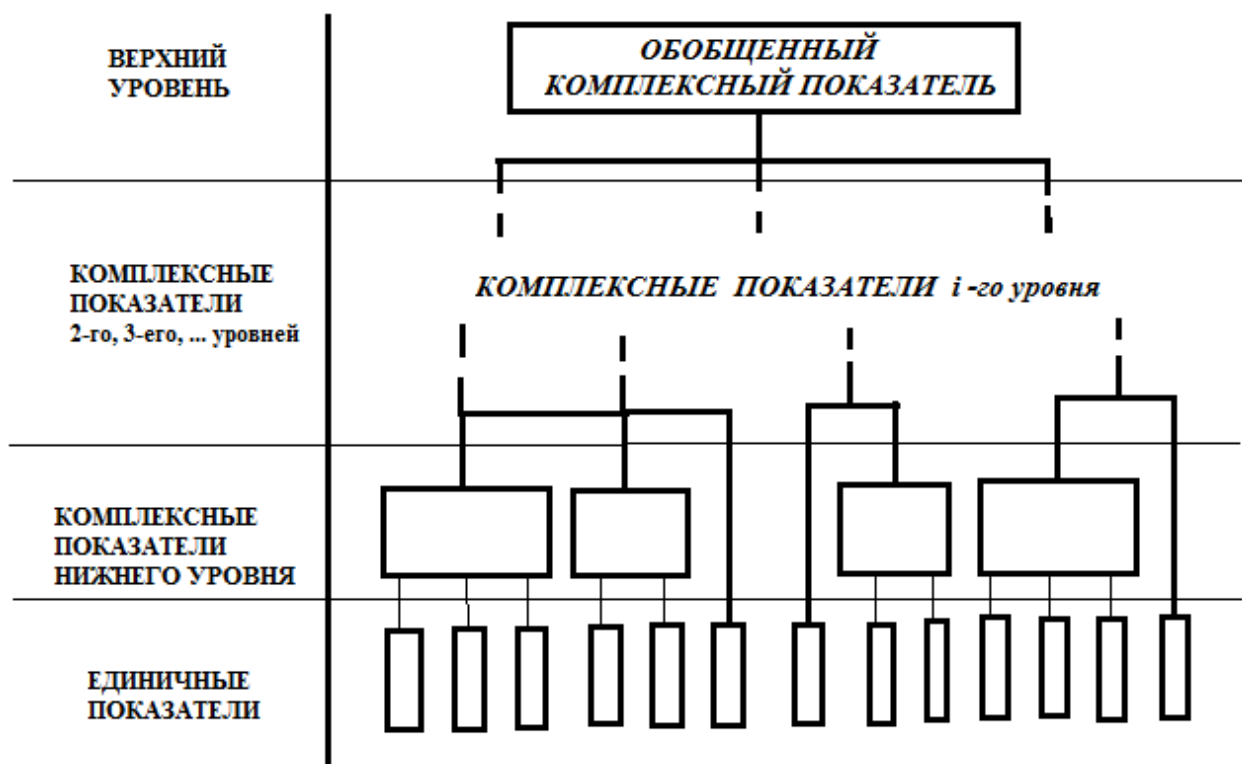 ВЕРХНИЙ
УРОВЕНЬ
ОБОБЩЕННЫЙ
КОМПЛЕКСНЫЙ ПОКАЗАТЕЛЬ
КОМПЛЕКСНЫЕ
ПОКАЗАТЕЛИ
2-го, 3-его, ... уровней
КОМПЛЕКСНЫЕ ПОКАЗАТЕЛИ i -го уровня
КОМПЛЕКСНЫЕ
ПОКАЗАТЕЛИ
НИЖНЕГО УРОВНЯ
ЕДИНИЧНЫЕ
ПОКАЗАТЕЛИ